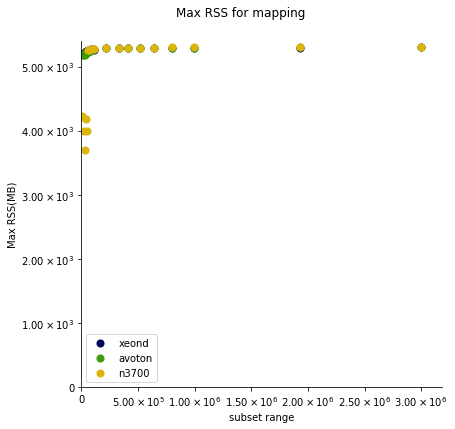 Max RSS for mapping
Max RSS(MB)
5.00 × 10³
4.00 × 10³
3.00 × 10³
2.00 × 10³
1.00 × 10³
0
xeond
avoton
n3700
0 5.00 × 10⁵ 1.00 × 10⁶ 1.50 × 10⁶ 2.00 × 10⁶ 2.50 × 10⁶ 3.00 × 10⁶
subset range